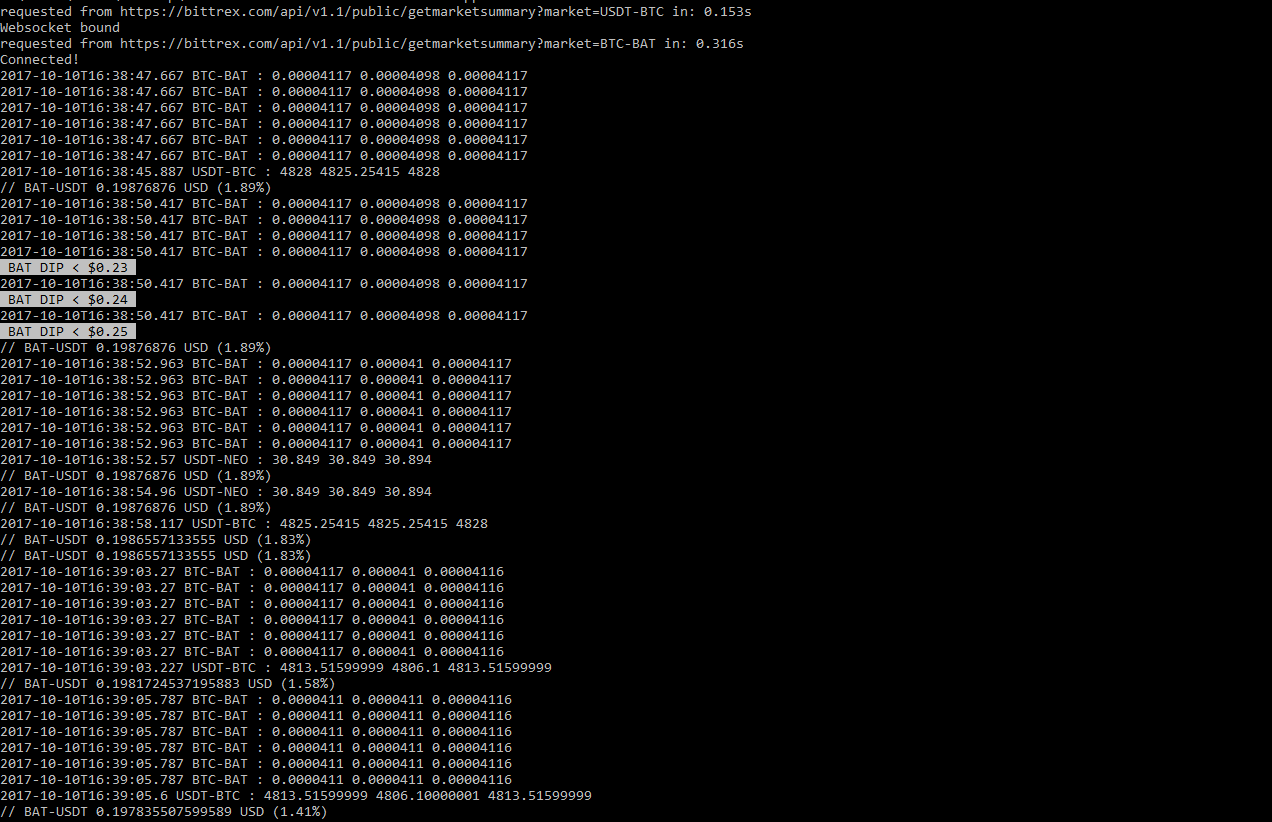 requested from https://bittrex.com/api/v1.1/public/getmarketsummary?market=USDT-BTC in: 0.153s
Websocket bound
requested from https://bittrex.com/api/v1.1/public/getmarketsummary?market=BTC-BAT in: 0.316s
Connected!
2017-10-10T16:38:47.667 BTC-BAT : 0.00004117 0.00004098 0.00004117
2017-10-10T16:38:47.667 BTC-BAT : 0.00004117 0.00004098 0.00004117
2017-10-10T16:38:47.667 BTC-BAT : 0.00004117 0.00004098 0.00004117
2017-10-10T16:38:47.667 BTC-BAT : 0.00004117 0.00004098 0.00004117
2017-10-10T16:38:47.667 BTC-BAT : 0.00004117 0.00004098 0.00004117
2017-10-10T16:38:47.667 BTC-BAT : 0.00004117 0.00004098 0.00004117
2017-10-10T16:38:45.887 USDT-BTC : 4828 4825.25415 4828
// BAT-USDT 0.19876876 USD (1.89%)
2017-10-10T16:38:50.417 BTC-BAT : 0.00004117 0.00004098 0.00004117
2017-10-10T16:38:50.417 BTC-BAT : 0.00004117 0.00004098 0.00004117
2017-10-10T16:38:50.417 BTC-BAT : 0.00004117 0.00004098 0.00004117
2017-10-10T16:38:50.417 BTC-BAT : 0.00004117 0.00004098 0.00004117
BAT DIP < $0.23
2017-10-10T16:38:50.417 BTC-BAT : 0.00004117 0.00004098 0.00004117
BAT DIP < $0.24
2017-10-10T16:38:50.417 BTC-BAT : 0.00004117 0.00004098 0.00004117
BAT DIP < $0.25
// BAT-USDT 0.19876876 USD (1.89%)
2017-10-10T16:38:52.963 BTC-BAT : 0.00004117 0.000041 0.00004117
2017-10-10T16:38:52.963 BTC-BAT : 0.00004117 0.000041 0.00004117
2017-10-10T16:38:52.963 BTC-BAT : 0.00004117 0.000041 0.00004117
2017-10-10T16:38:52.963 BTC-BAT : 0.00004117 0.000041 0.00004117
2017-10-10T16:38:52.963 BTC-BAT : 0.00004117 0.000041 0.00004117
2017-10-10T16:38:52.963 BTC-BAT : 0.00004117 0.000041 0.00004117
2017-10-10T16:38:52.57 USDT-NEO : 30.849 30.849 30.894
// BAT-USDT 0.19876876 USD (1.89%)
2017-10-10T16:38:54.96 USDT-NEO : 30.849 30.849 30.894
// BAT-USDT 0.19876876 USD (1.89%)
2017-10-10T16:38:58.117 USDT-BTC : 4825.25415 4825.25415 4828
// BAT-USDT 0.1986557133555 USD (1.83%)
// BAT-USDT 0.1986557133555 USD (1.83%)
2017-10-10T16:39:03.27 BTC-BAT : 0.00004117 0.000041 0.00004116
2017-10-10T16:39:03.27 BTC-BAT : 0.00004117 0.000041 0.00004116
2017-10-10T16:39:03.27 BTC-BAT : 0.00004117 0.000041 0.00004116
2017-10-10T16:39:03.27 BTC-BAT : 0.00004117 0.000041 0.00004116
2017-10-10T16:39:03.27 BTC-BAT : 0.00004117 0.000041 0.00004116
2017-10-10T16:39:03.27 BTC-BAT : 0.00004117 0.000041 0.00004116
2017-10-10T16:39:03.227 USDT-BTC : 4813.51599999 4806.1 4813.51599999
// BAT-USDT 0.1981724537195883 USD (1.58%)
2017-10-10T16:39:05.787 BTC-BAT : 0.0000411 0.0000411 0.00004116
2017-10-10T16:39:05.787 BTC-BAT : 0.0000411 0.0000411 0.00004116
2017-10-10T16:39:05.787 BTC-BAT : 0.0000411 0.0000411 0.00004116
2017-10-10T16:39:05.787 BTC-BAT : 0.0000411 0.0000411 0.00004116
2017-10-10T16:39:05.787 BTC-BAT : 0.0000411 0.0000411 0.00004116
2017-10-10T16:39:05.787 BTC-BAT : 0.0000411 0.0000411 0.00004116
2017-10-10T16:39:05.6 USDT-BTC : 4813.51599999 4806.10000001 4813.51599999
// BAT-USDT 0.197835507599589 USD (1.41%)